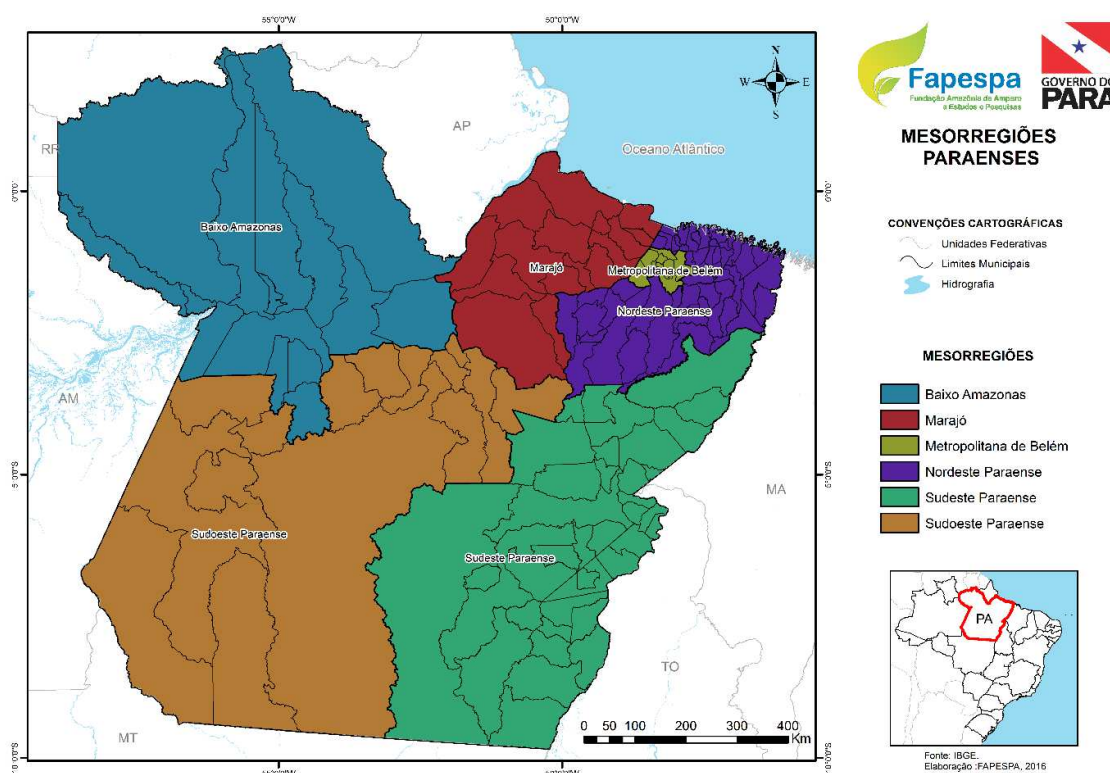 55°0'0"W
50°0'0"W
N
W
E
S
AP
RR
Oceano Atlântico
0°0'0"
0°0'0"
Baixo Amazonas
Marajó
Metropolitana de Belém
Nordeste Paraense
AM
5°0'0"S
MA
Sudoeste Paraense
Sudeste Paraense
TO
MT
0 50 100 200 300 400
Km
Fapespa
Fundação Amazônia de Amparo
a Estudos e Pesquisas
GOVERNO DO
PARÁ
MESORREGIÕES
PARAENSES
CONVENÇÕES CARTOGRÁFICAS
Unidades Federativas
Limites Municipais
Hidrografia
MESORREGIÕES
Baixo Amazonas
Marajó
Metropolitana de Belém
Nordeste Paraense
Sudeste Paraense
Sudoeste Paraense
PA
Fonte: IBGE.
Elaboração :FAPESPA, 2016